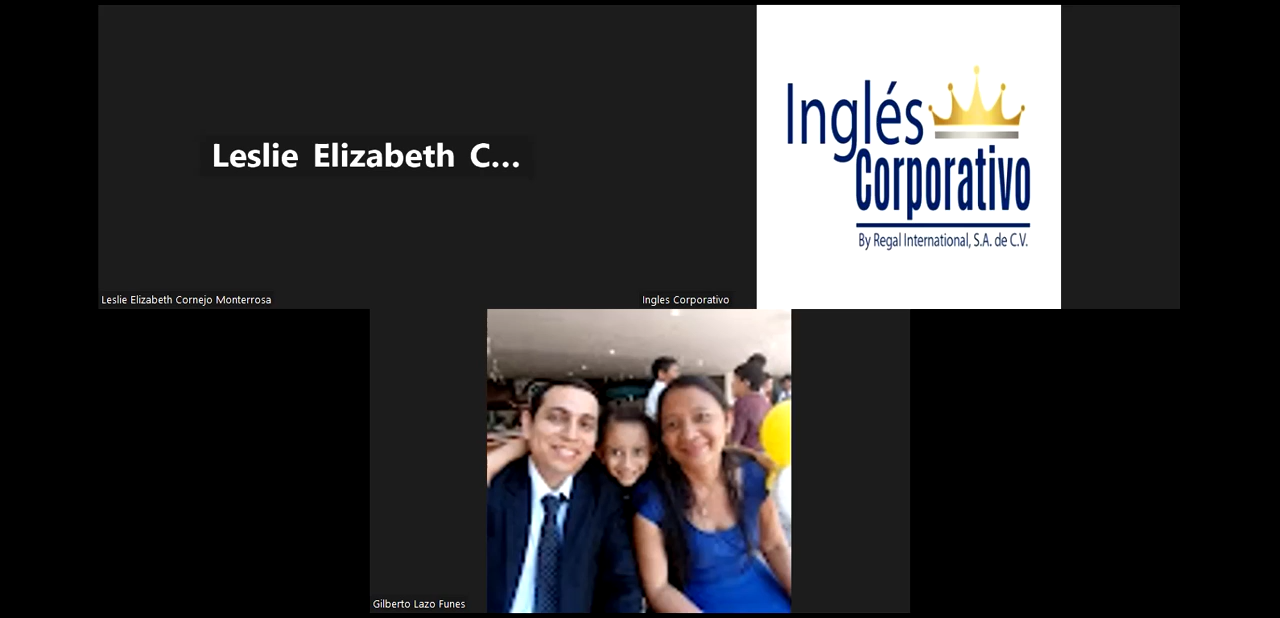 Leslie Elizabeth C...
Leslie Elizabeth Cornejo Monterrosa
Inglés
Corporativo
By Regal International, S.A. de C.V.
Ingles Corporativo
Gilberto Lazo Funes